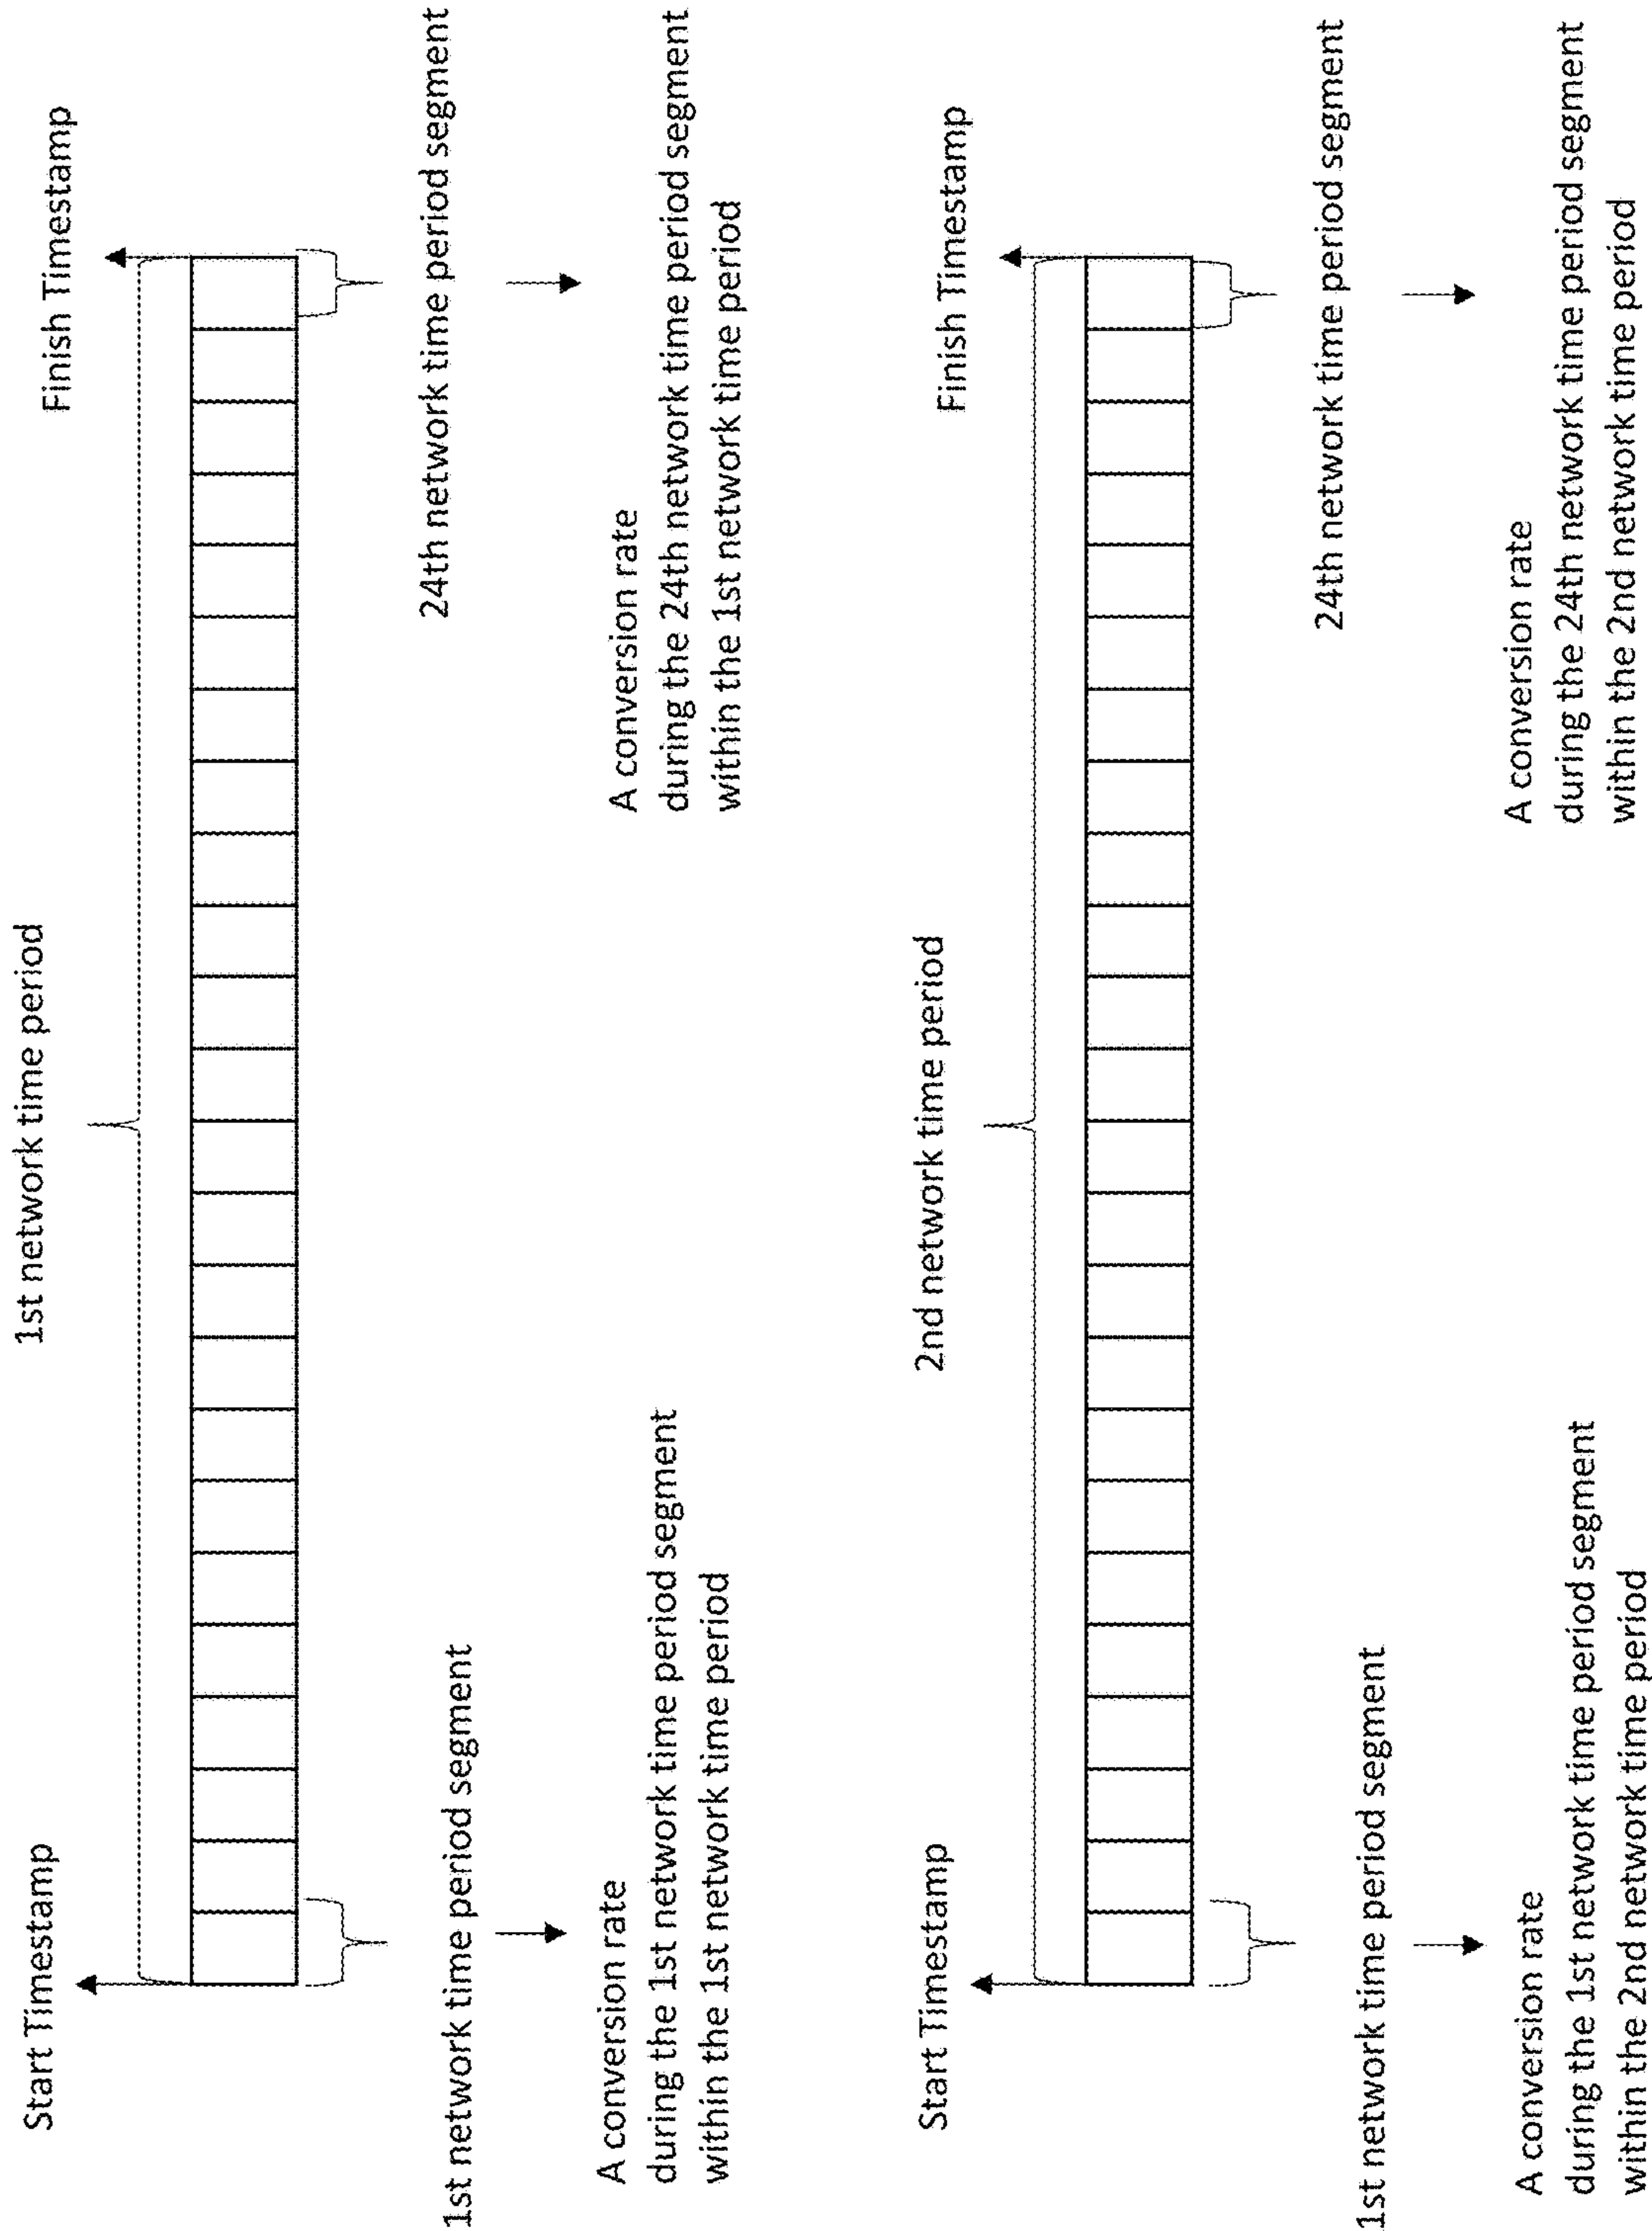 1st network time period
Start Timestamp
Finish Timestamp
1st network time period segment
24th network time period segment
A conversion rate
during the 1st network time period segment
within the 1st network time period
A conversion rate
during the 24th network time period segment
within the 1st network time period
2nd network time period
Start Timestamp
Finish Timestamp
1st network time period segment
24th network time period segment
A conversion rate
during the 1st network time period segment
within the 2nd network time period
A conversion rate
during the 24th network time period segment
within the 2nd network time period